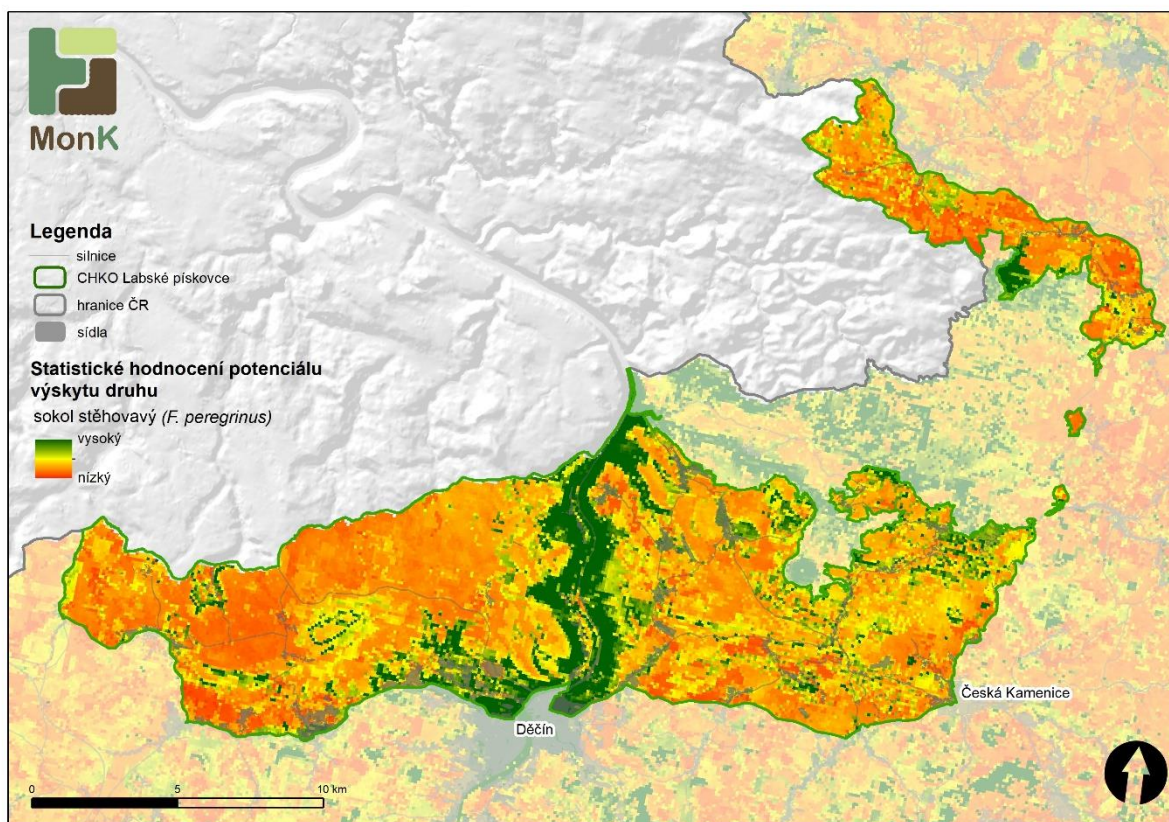 MonK
Legenda
silnice
CHKO Labské pískovce
hranice ČR
sídla
Statistické hodnocení potenciálu
výskytu druhu
sokol stěhovavý (F. peregrinus)
vysoký
-
nízký
Česká Kamenice
Děčín
0 5 10 km